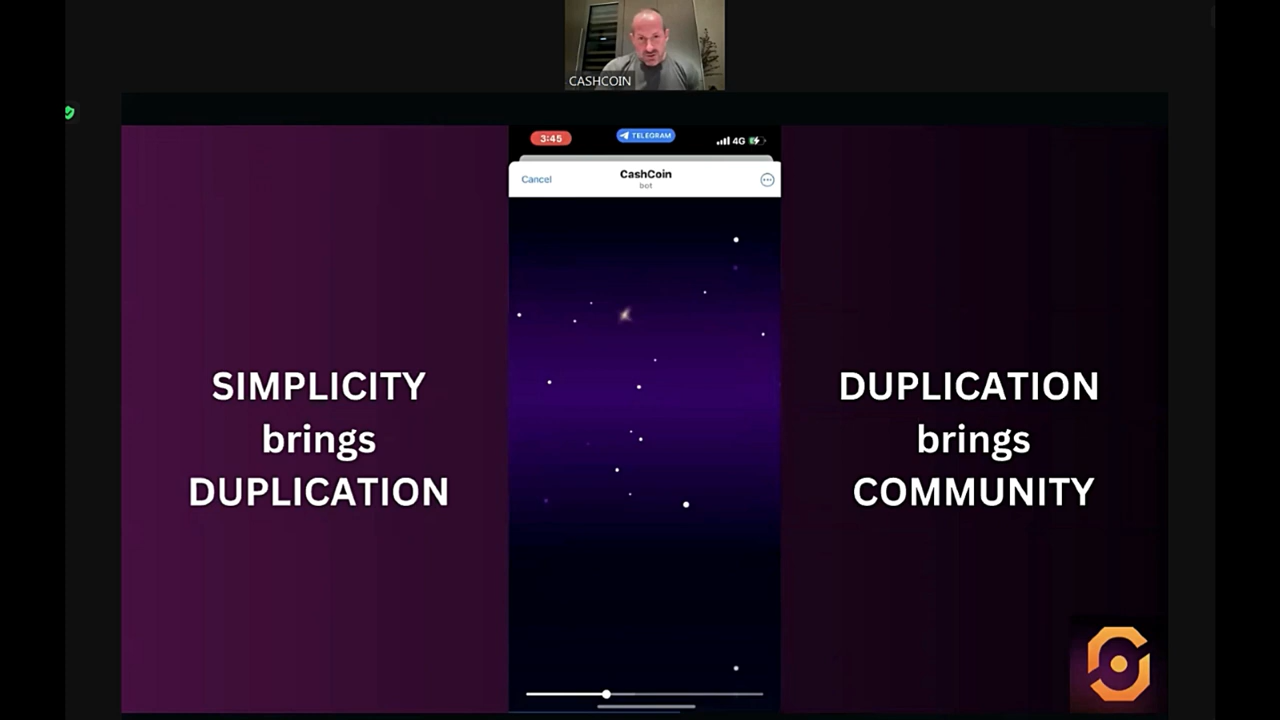 CASHCOIN
3:45
TELEGRAM
4G
Cancel
CashCoin
bot
SIMPLICITY
brings
DUPLICATION
DUPLICATION
brings
COMMUNITY